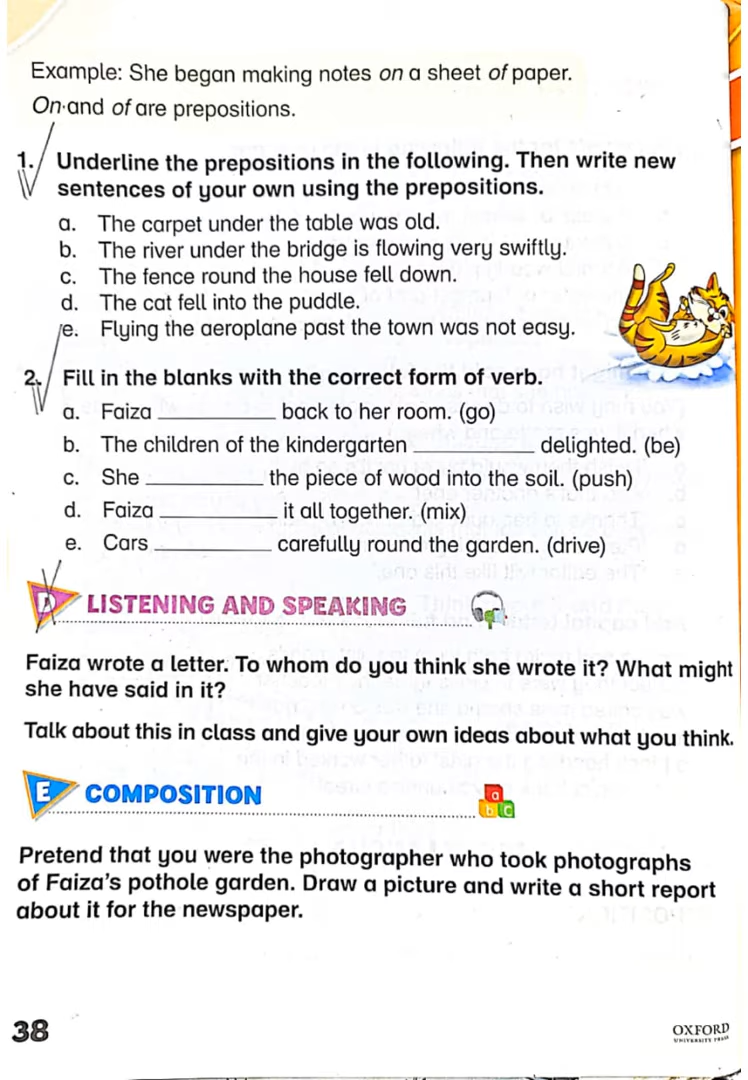 Example: She began making notes on a sheet of paper.
On and of are prepositions.
1. Underline the prepositions in the following. Then write new
sentences of your own using the prepositions.
a. The carpet under the table was old.
b. The river under the bridge is flowing very swiftly.
c. The fence round the house fell down.
d. The cat fell into the puddle.
e. Flying the aeroplane past the town was not easy.
2. Fill in the blanks with the correct form of verb.
a. Faiza __________ back to her room. (go)
b. The children of the kindergarten __________ delighted. (be)
c. She __________ the piece of wood into the soil. (push)
d. Faiza __________ it all together. (mix)
e. Cars __________ carefully round the garden. (drive)
D LISTENING AND SPEAKING
Faiza wrote a letter. To whom do you think she wrote it? What might
she have said in it?
Talk about this in class and give your own ideas about what you think.
E COMPOSITION
a
b c
Pretend that you were the photographer who took photographs
of Faiza's pothole garden. Draw a picture and write a short report
about it for the newspaper.
38
OXFORD
UNIVERSITY PRESS